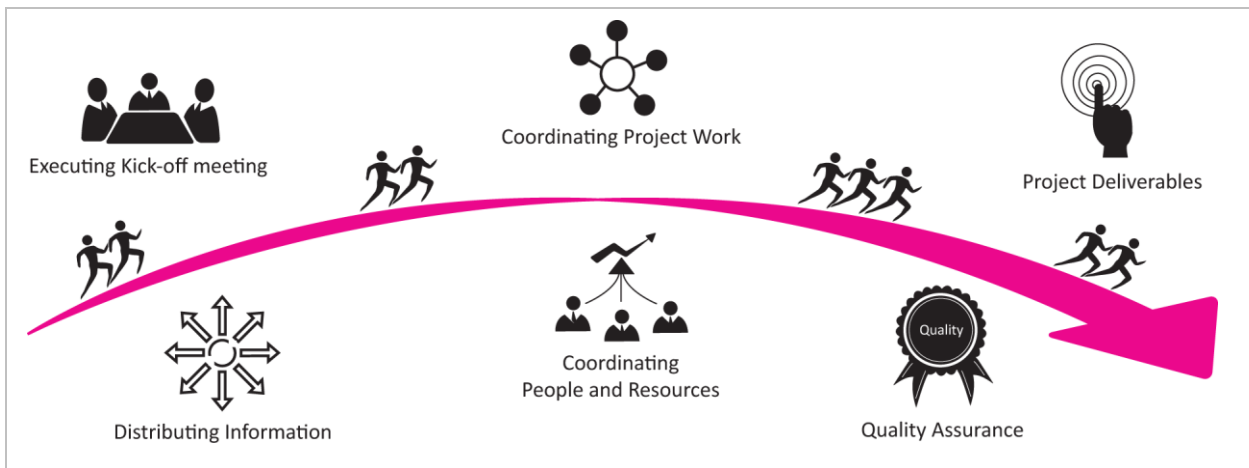 Executing Kick-off meeting
Coordinating Project Work
Project Deliverables
Distributing Information
Coordinating
People and Resources
Quality
Quality Assurance